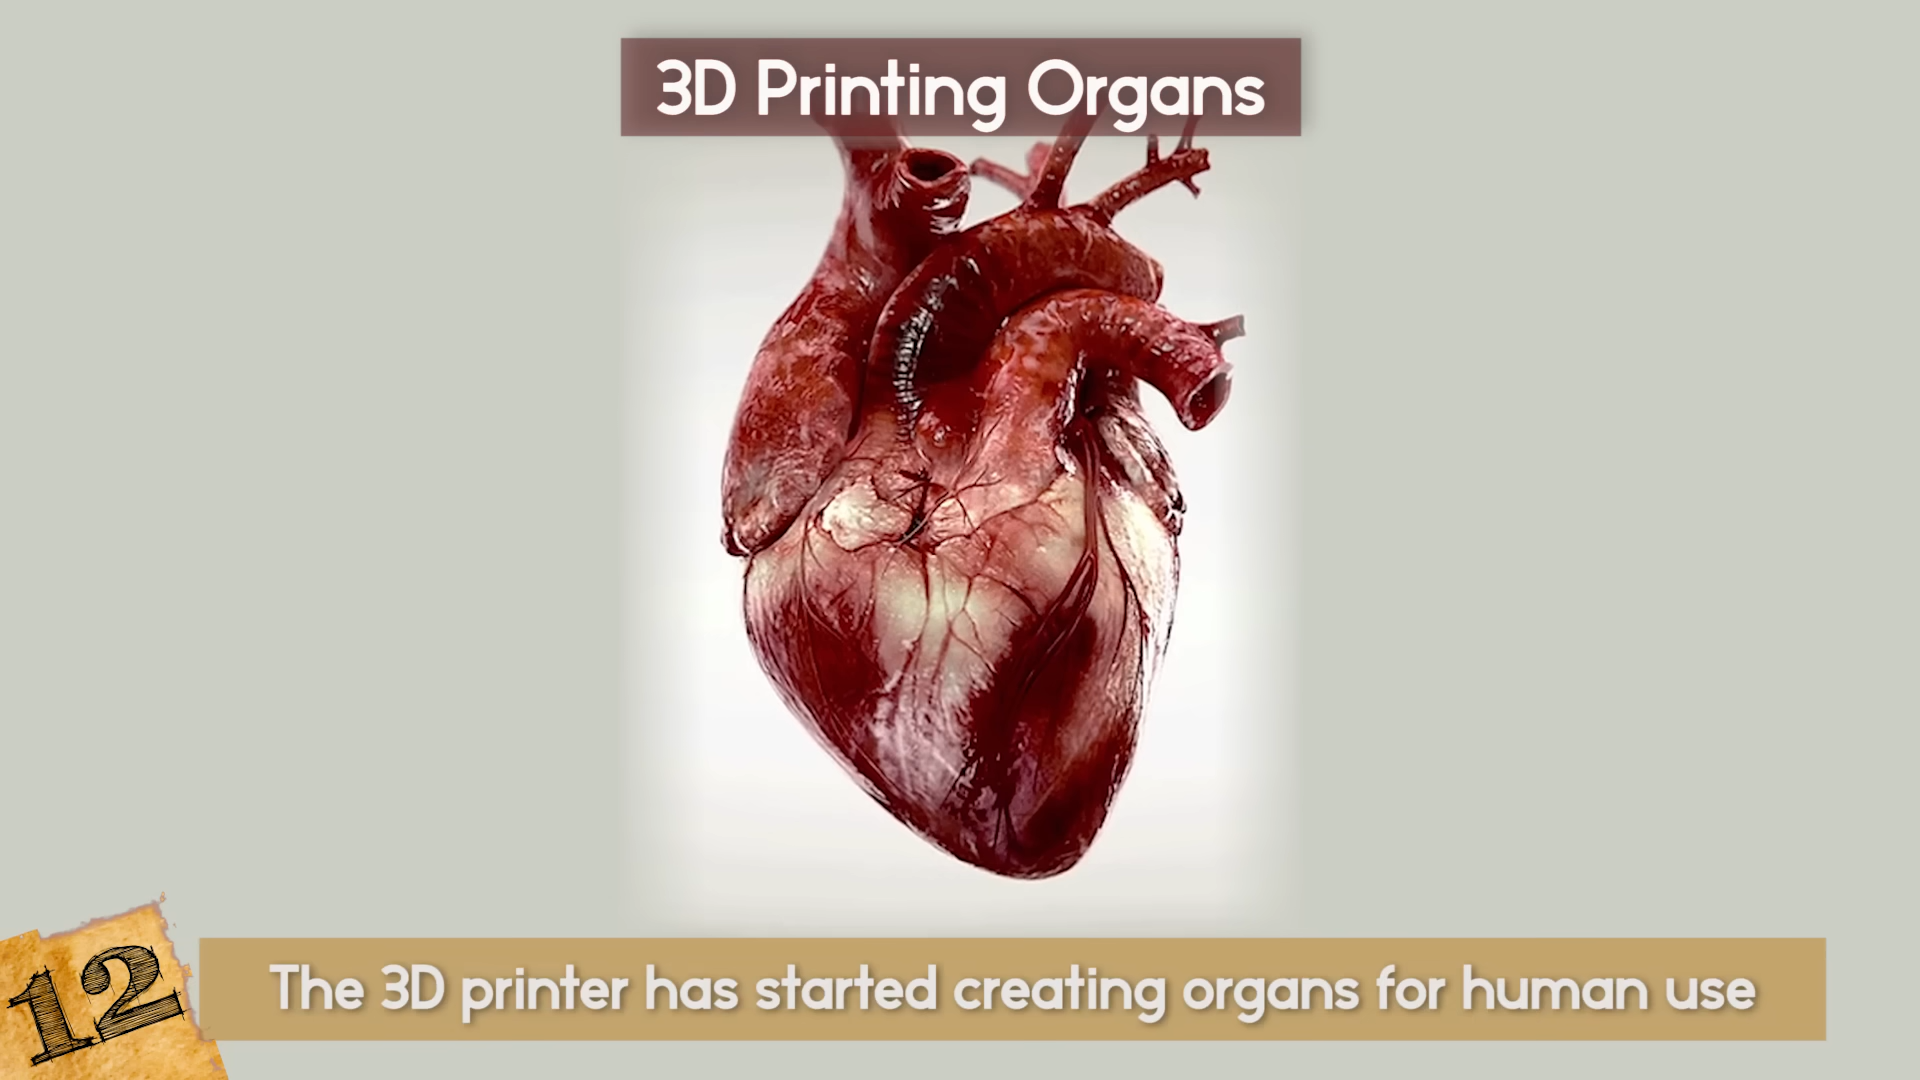 3D Printing Organs
The 3D printer has started creating organs for human use
12